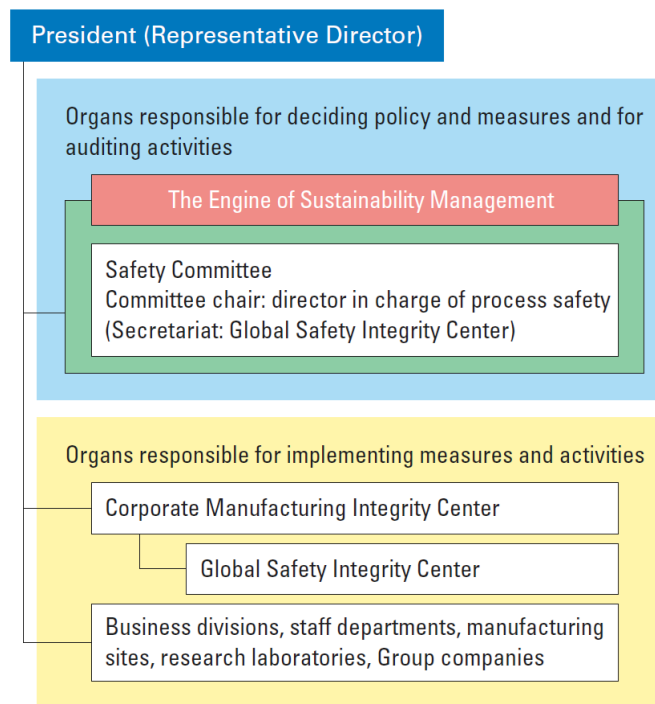 President (Representative Director)
Organs responsible for deciding policy and measures and for
auditing activities
The Engine of Sustainability Management
Safety Committee
Committee chair: director in charge of process safety
(Secretariat: Global Safety Integrity Center)
Organs responsible for implementing measures and activities
Corporate Manufacturing Integrity Center
Global Safety Integrity Center
Business divisions, staff departments, manufacturing
sites, research laboratories, Group companies